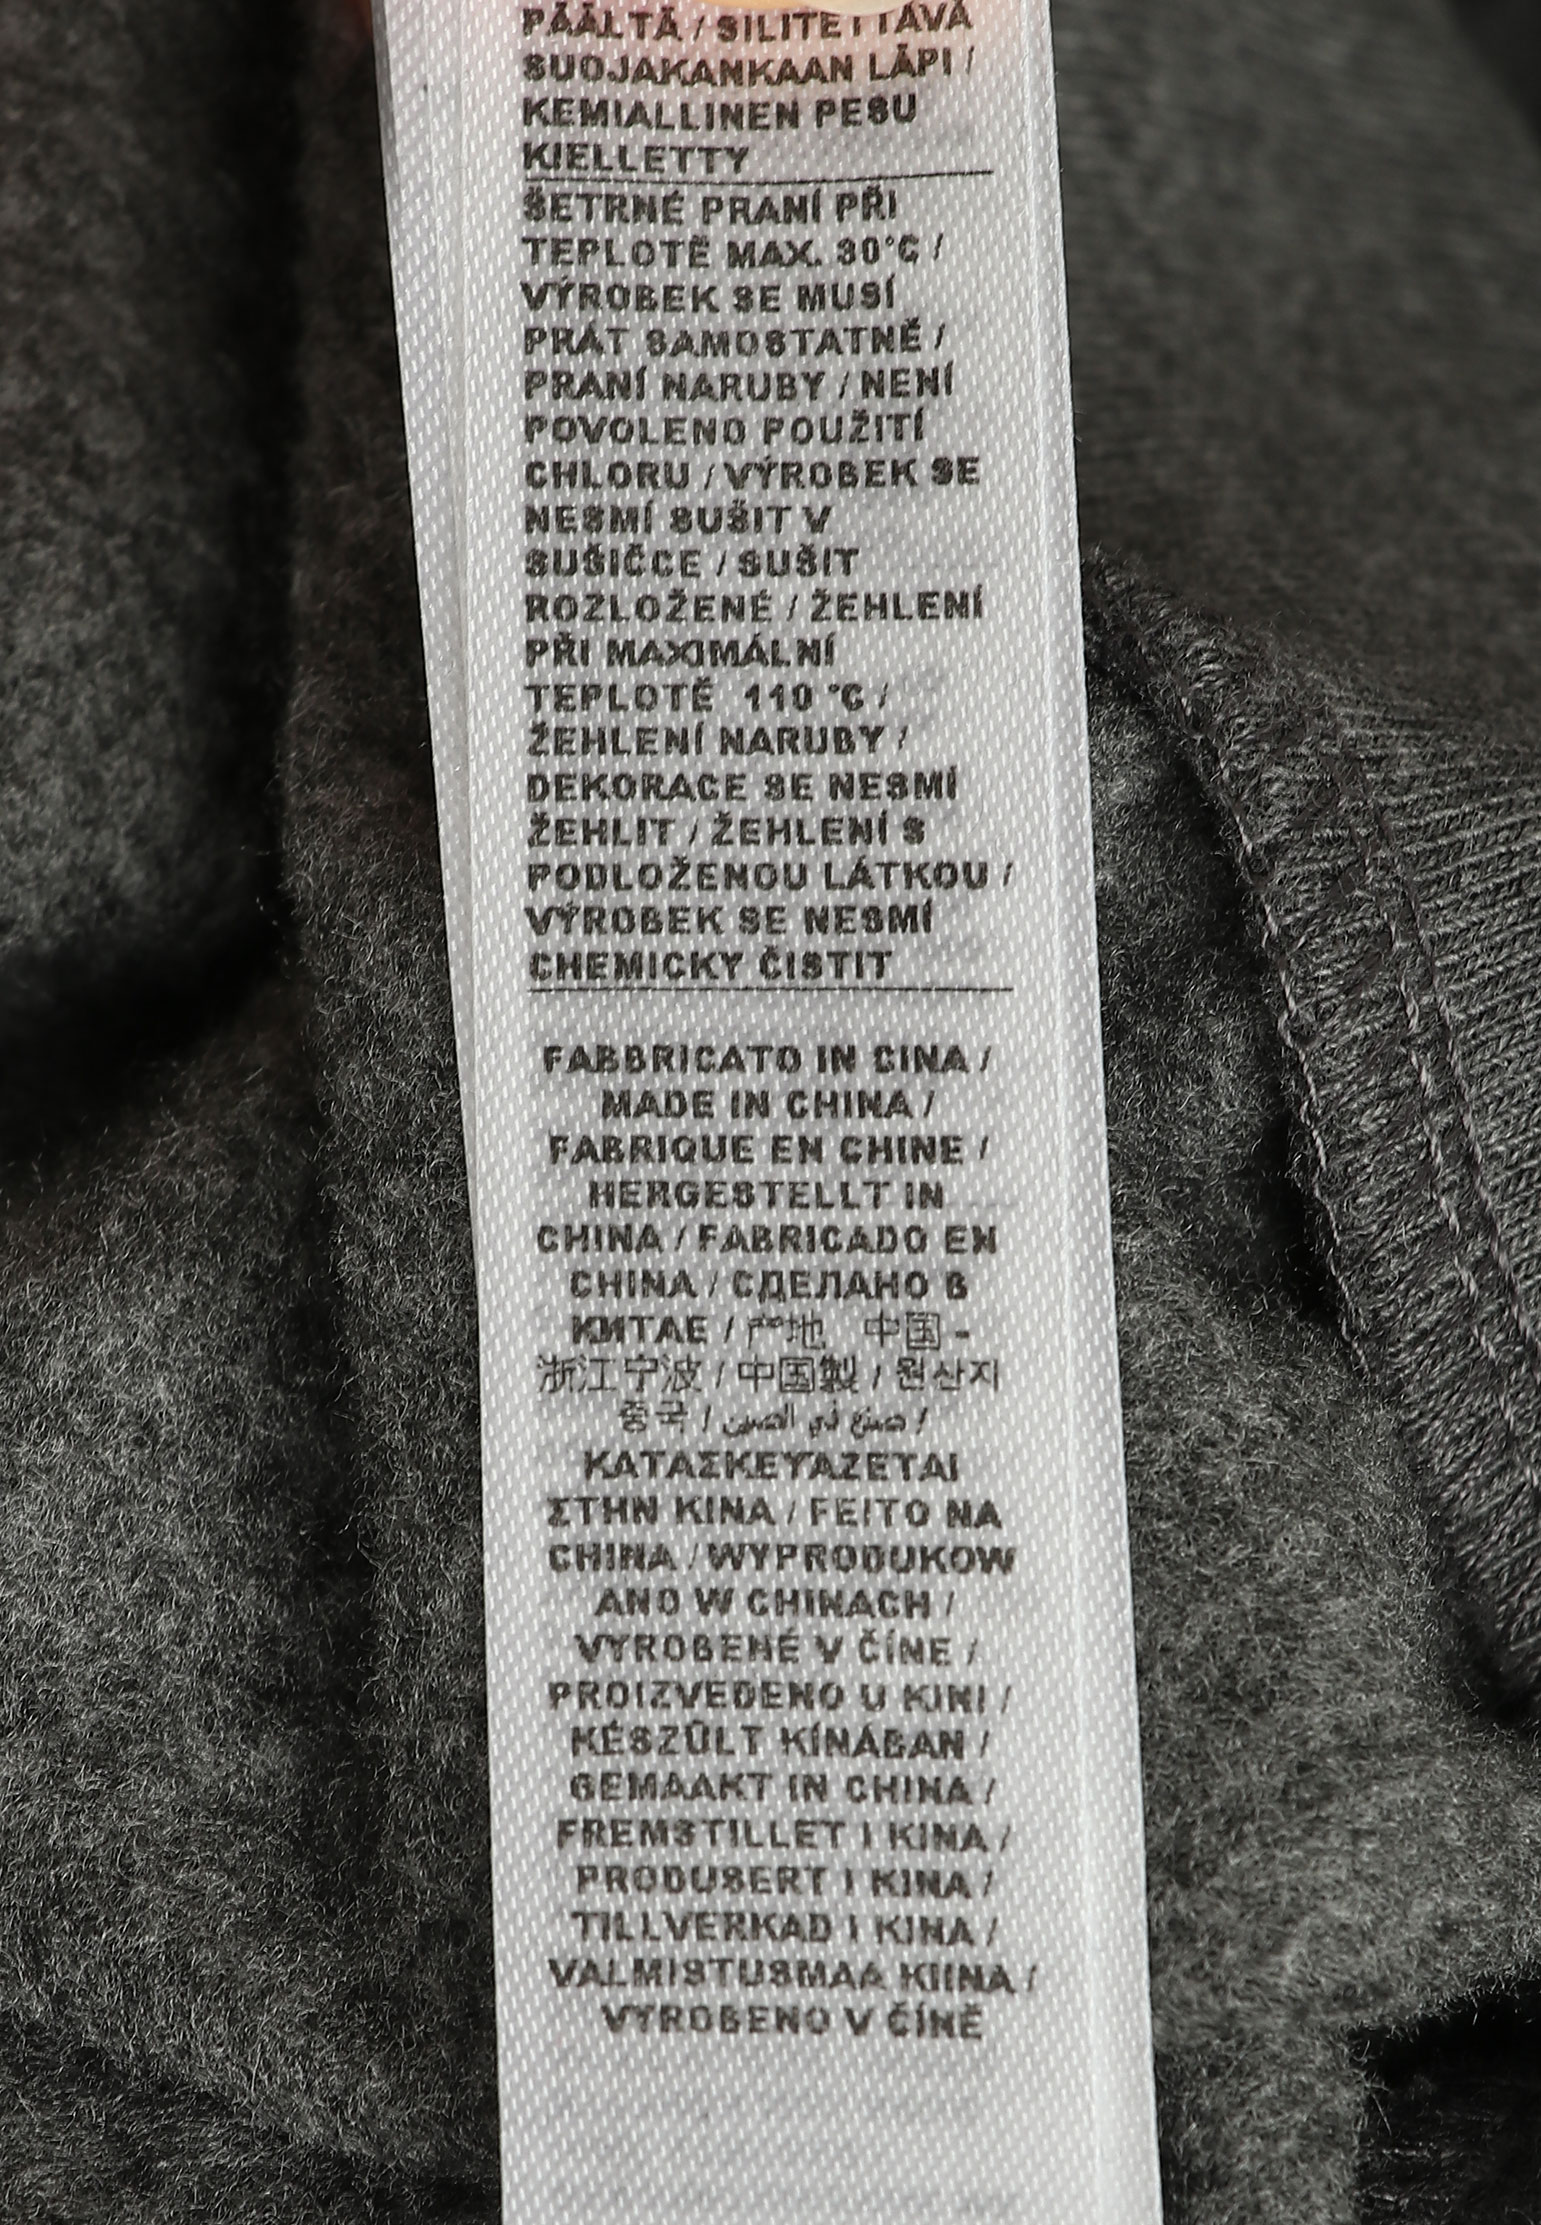 PÄÄLTÄ / SILITETTÄVÄ
SUOJAKANKAAN LÄPI /
KEMIALLINEN PESU
KIELLETTY
ŠETRNÉ PRANÍ PŘI
TEPLOTĚ MAX. 30°C /
VÝROBEK SE MUSÍ
PRÁT SAMOSTATNĚ /
PRANÍ NARUBY / NENÍ
POVOLENO POUŽITÍ
CHLORU / VÝROBEK SE
NESMÍ SUŠIT V
SUŠIČCE / SUŠIT
ROZLOŽENÉ / ŽEHLENÍ
PŘI MAXIMÁLNÍ
TEPLOTĚ 110 °C /
ŽEHLENÍ NARUBY /
DEKORACE SE NESMÍ
ŽEHLIT / ŽEHLENÍ S
PODLOŽENOU LÁTKOU /
VÝROBEK SE NESMÍ
CHEMICKY ČISTIT
FABBRICATO IN CINA /
MADE IN CHINA /
FABRIQUE EN CHINE /
HERGESTELLT IN
CHINA / FABRICADO EN
CHINA / СДЕЛАНО В
КИТАЕ / 产地 中国 -
浙江宁波 / 中国製 / 원산지
중국 / صنع في الصين /
ΚΑΤΑΣΚΕΥΑΖΕΤΑΙ
ΣΤΗΝ ΚΙΝΑ / FEITO NA
CHINA / WYPRODUKOW
ANO W CHINACH /
VYROBENÉ V ČÍNE /
PROIZVEDENO U KINI /
KÉSZÜLT KÍNÁBAN /
GEMAAKT IN CHINA /
FREMSTILLET I KINA /
PRODUSERT I KINA /
TILLVERKAD I KINA /
VALMISTUSMAA KIINA /
VYROBENO V ČÍNĚ